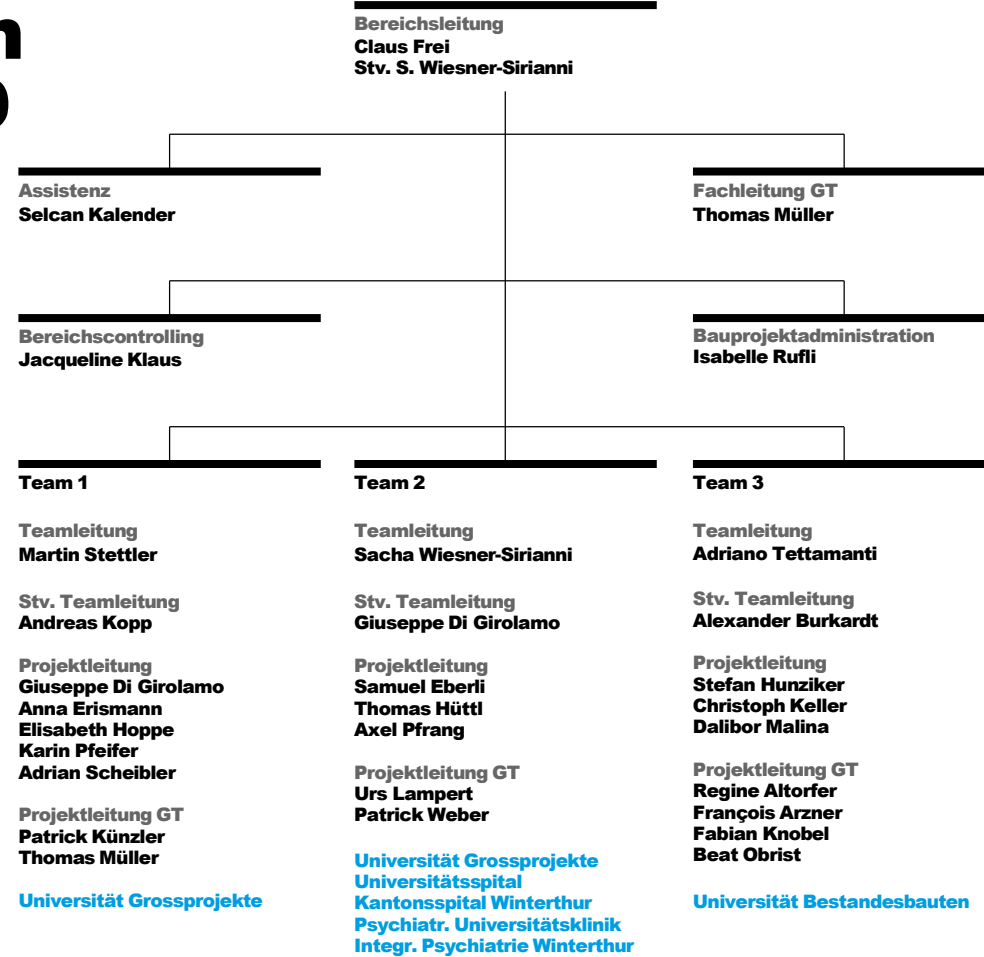 Bereichsleitung
Claus Frei
Stv. S. Wiesner-Sirianni
Assistenz
Selcan Kalender
Fachleitung GT
Thomas Müller
Bereichscontrolling
Jacqueline Klaus
Bauprojektadministration
Isabelle Rufli
Team 1
Teamleitung
Martin Stettler
Stv. Teamleitung
Andreas Kopp
Projektleitung
Giuseppe Di Girolamo
Anna Erismann
Elisabeth Hoppe
Karin Pfeifer
Adrian Scheibler
Projektleitung GT
Patrick Künzler
Thomas Müller
Universität Grossprojekte
Team 2
Teamleitung
Sacha Wiesner-Sirianni
Stv. Teamleitung
Giuseppe Di Girolamo
Projektleitung
Samuel Eberli
Thomas Hüttl
Axel Pfrang
Projektleitung GT
Urs Lampert
Patrick Weber
Universität Grossprojekte
Universitätsspital
Kantonsspital Winterthur
Psychiatr. Universitätsklinik
Integr. Psychiatrie Winterthur
Team 3
Teamleitung
Adriano Tettamanti
Stv. Teamleitung
Alexander Burkardt
Projektleitung
Stefan Hunziker
Christoph Keller
Dalibor Malina
Projektleitung GT
Regine Altorfer
François Arzner
Fabian Knobel
Beat Obrist
Universität Bestandesbauten